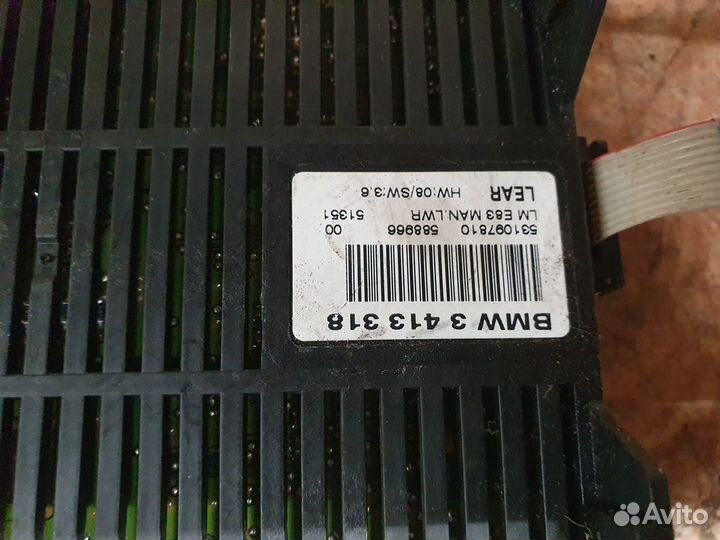 BMW 3 413 318
531097810 588966 00
LM E83 MAN.LWR 51351
LEAR HW:08/SW:3.6
Avito